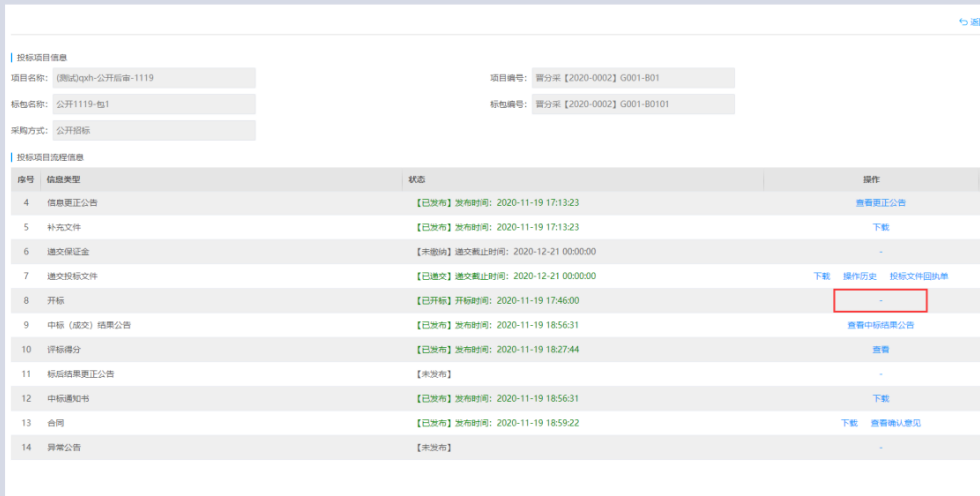 投标项目信息
项目名称： (测试)qxh-公开后审-1119 项目编号： 晋分采【2020-0002】G001-B01
标包名称： 公开1119-包1 标包编号： 晋分采【2020-0002】G001-B0101
采购方式： 公开招标
投标项目流程信息
序号 信息类型 状态 操作
4 信息更正公告 【已发布】发布时间：2020-11-19 17:13:23 查看更正公告
5 补充文件 【已发布】发布时间：2020-11-19 17:13:23 下载
6 递交保证金 【未缴纳】递交截止时间：2020-12-21 00:00:00 -
7 递交投标文件 【已递交】递交截止时间：2020-12-21 00:00:00 下载 操作历史 投标文件回执单
8 开标 【已开标】开标时间：2020-11-19 17:46:00 -
9 中标（成交）结果公告 【已发布】发布时间：2020-11-19 18:56:31 查看中标结果公告
10 评标得分 【已发布】发布时间：2020-11-19 18:27:44 查看
11 标后结果更正公告 【未发布】 -
12 中标通知书 【已发布】发布时间：2020-11-19 18:56:31 下载
13 合同 【已发布】发布时间：2020-11-19 18:59:22 下载 查看确认意见
14 异常公告 【未发布】 -